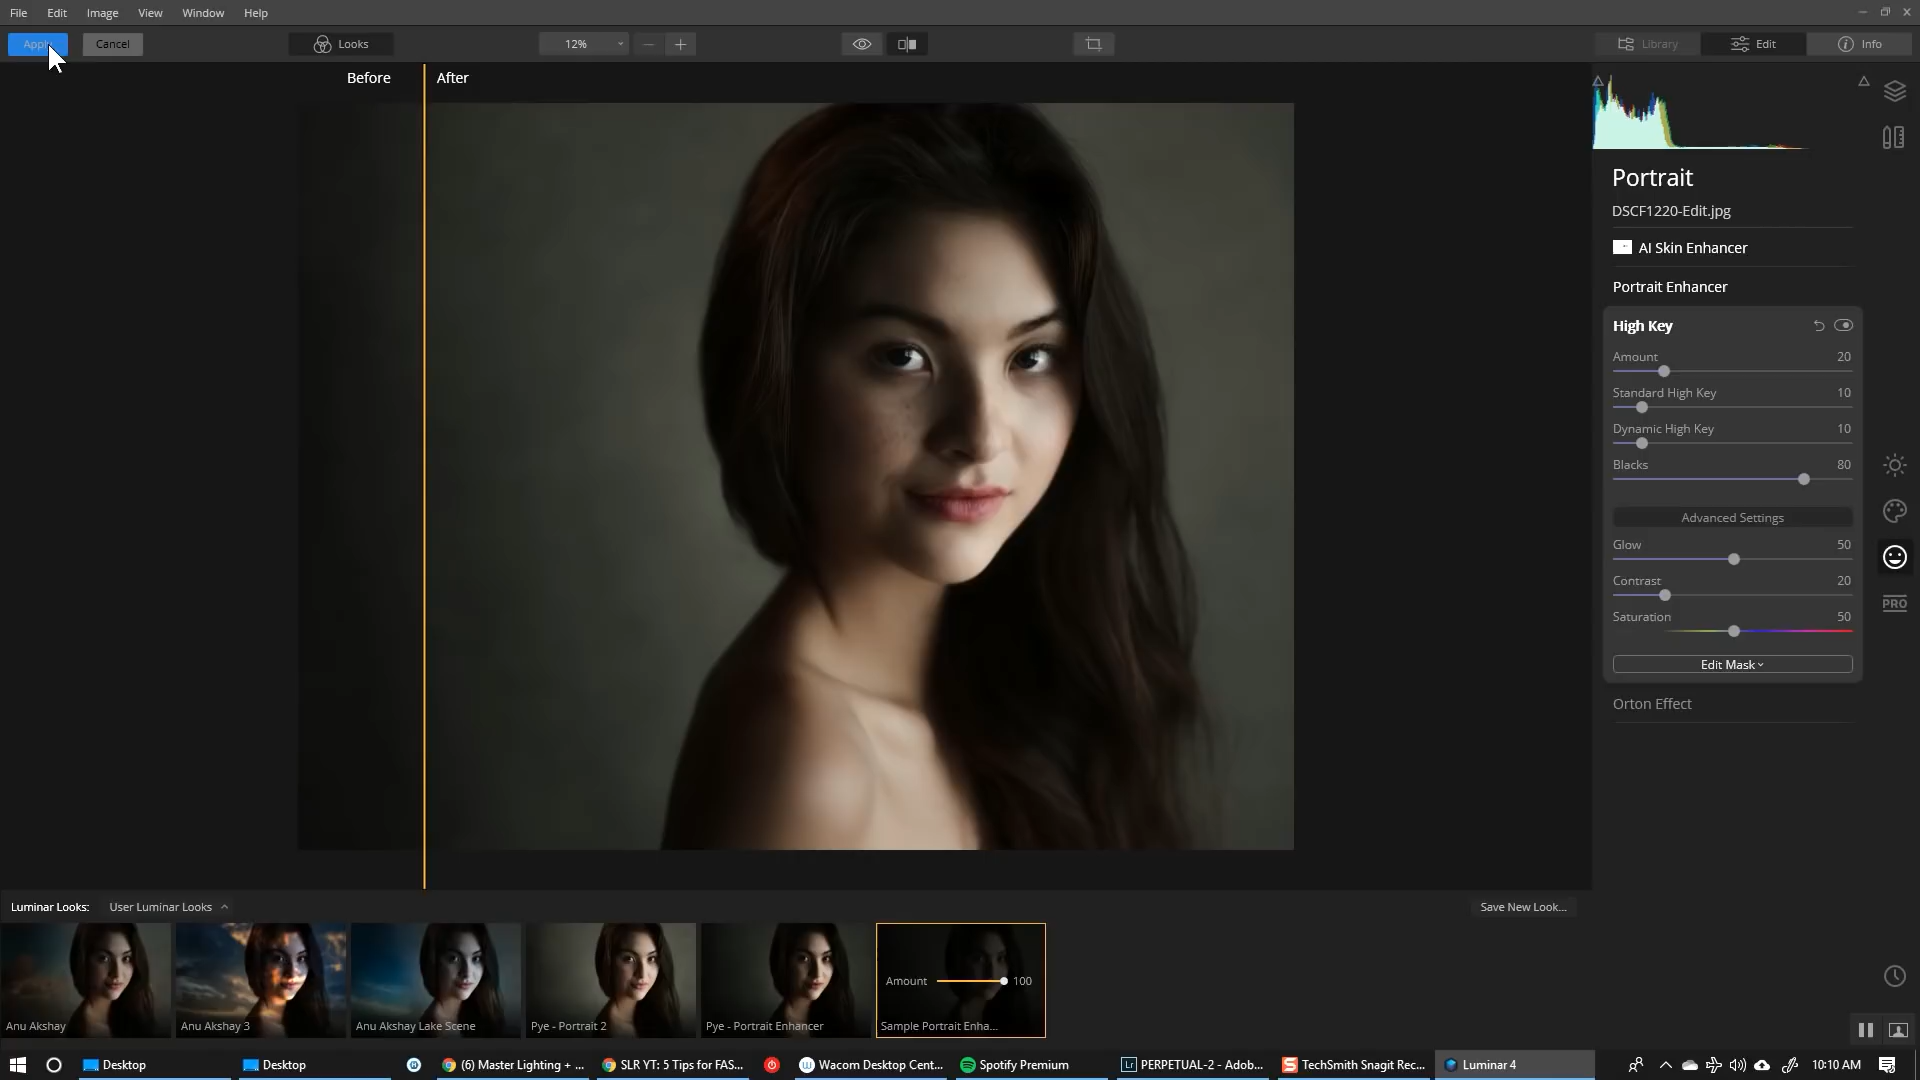 File Edit Image View Window Help
Apply Cancel Looks 12% Library Edit Info
Before After
Portrait
DSCF1220-Edit.jpg
AI Skin Enhancer
Portrait Enhancer
High Key
Amount 20
Standard High Key 10
Dynamic High Key 10
Blacks 80
Advanced Settings
Glow 50
Contrast 20
Saturation 50
Edit Mask
Orton Effect
PRO
Luminar Looks: User Luminar Looks Save New Look...
Amount 100
Anu Akshay Anu Akshay 3 Anu Akshay Lake Scene Pye - Portrait 2 Pye - Portrait Enhancer Sample Portrait Enha...
Desktop Desktop (6) Master Lighting + ... SLR YT: 5 Tips for FAS... Wacom Desktop Cent... Spotify Premium Lr PERPETUAL-2 - Adob... S TechSmith Snagit Rec... Luminar 4 10:10 AM